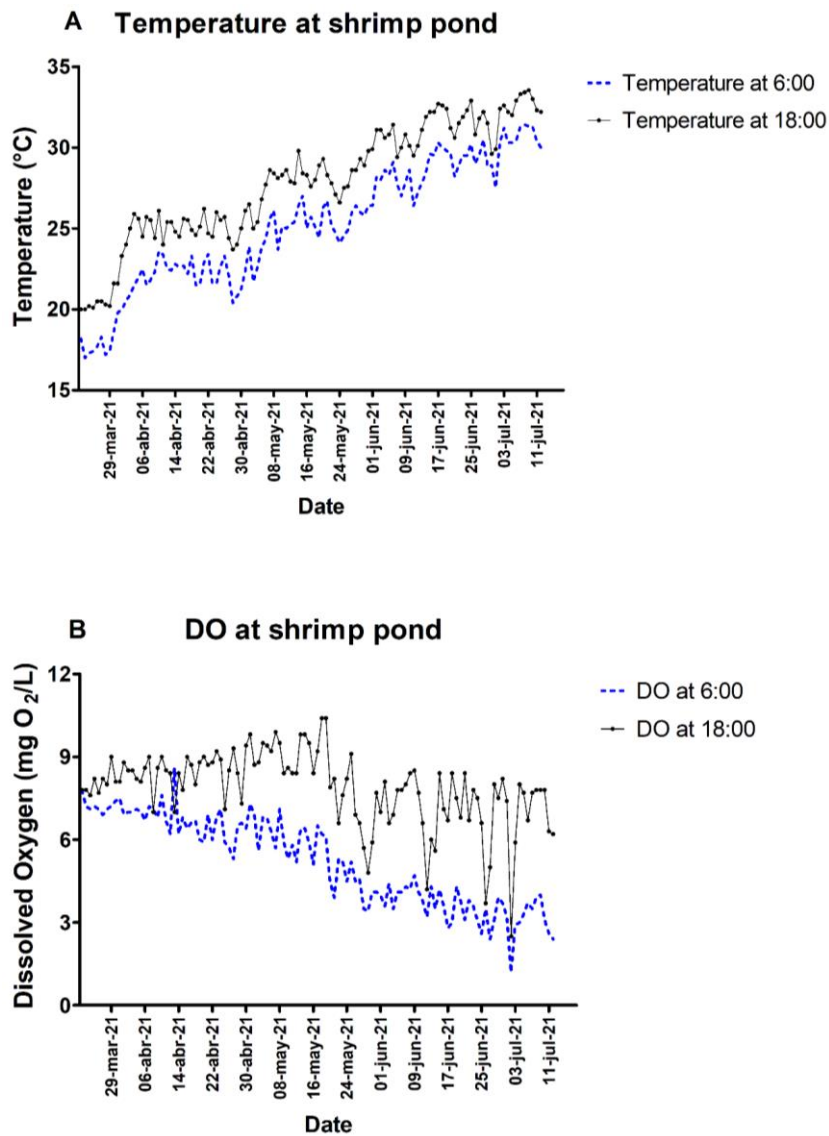 A Temperature at shrimp pond
35
30
25
20
15
Temperature (°C)
Temperature at 6:00
Temperature at 18:00
29-mar-21
06-abr-21
14-abr-21
22-abr-21
30-abr-21
08-may-21
16-may-21
24-may-21
01-jun-21
09-jun-21
17-jun-21
25-jun-21
03-jul-21
11-jul-21
Date
B DO at shrimp pond
12
9
6
3
0
Dissolved Oxygen (mg O₂/L)
DO at 6:00
DO at 18:00
29-mar-21
06-abr-21
14-abr-21
22-abr-21
30-abr-21
08-may-21
16-may-21
24-may-21
01-jun-21
09-jun-21
17-jun-21
25-jun-21
03-jul-21
11-jul-21
Date